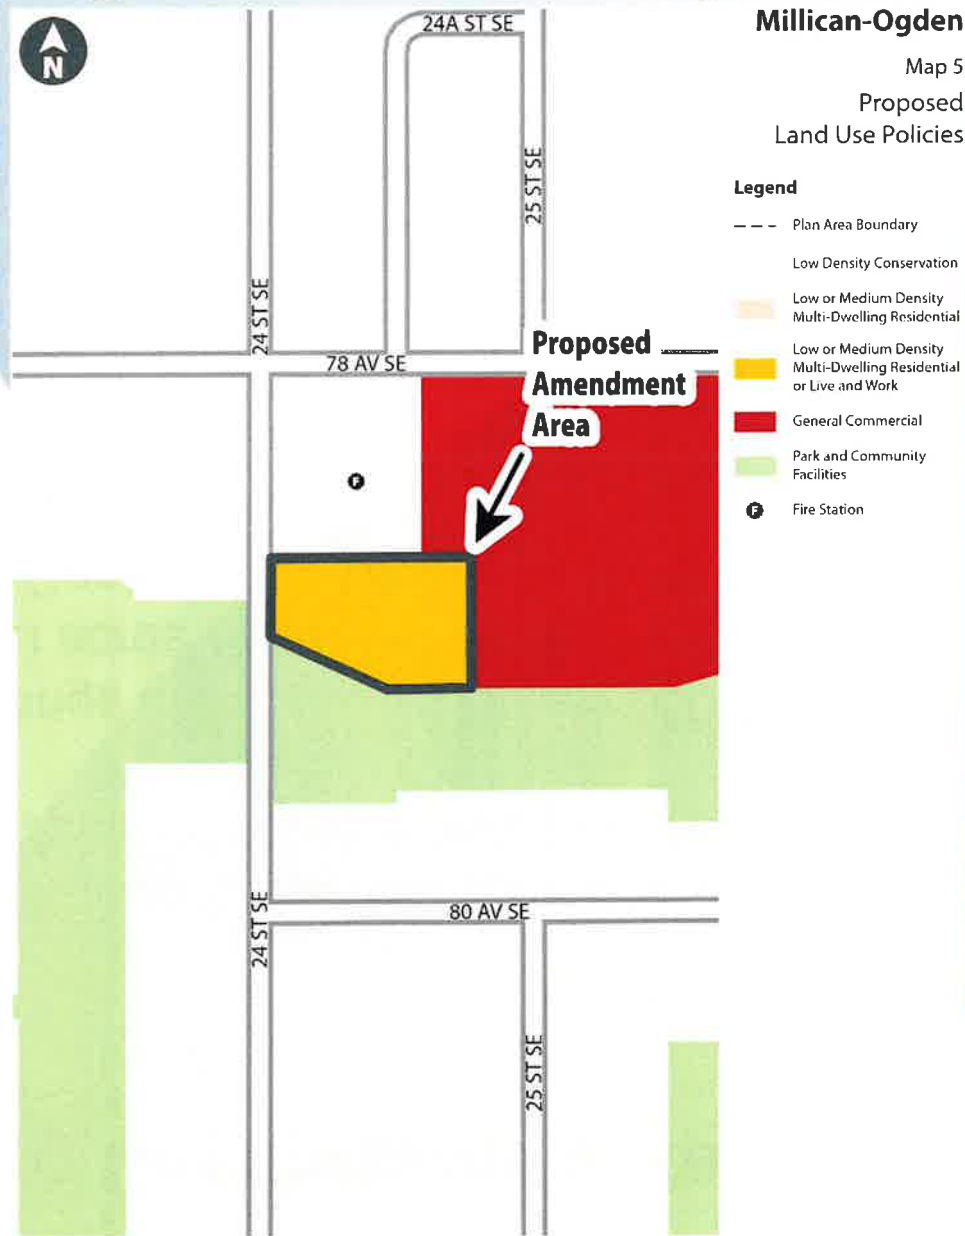 N
24A ST SE
25 ST SE
24 ST SE
78 AV SE
Proposed
Amendment
Area
F
24 ST SE
80 AV SE
25 ST SE
Millican-Ogden
Map 5
Proposed
Land Use Policies
Legend
Plan Area Boundary
Low Density Conservation
Low or Medium Density
Multi-Dwelling Residential
Low or Medium Density
Multi-Dwelling Residential
or Live and Work
General Commercial
Park and Community
Facilities
F Fire Station